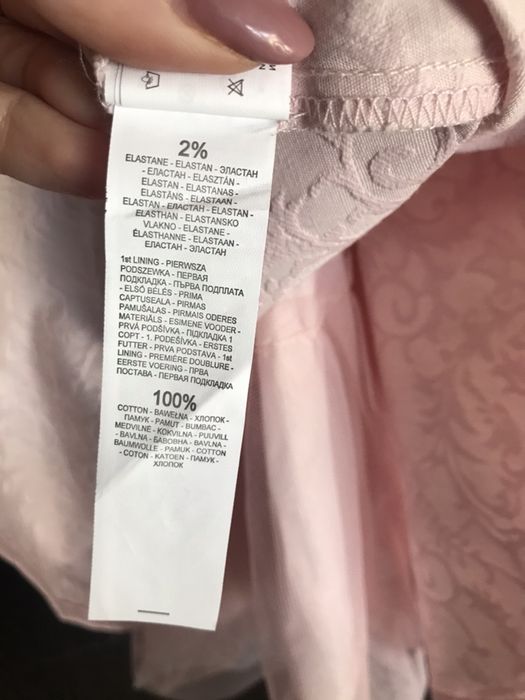 2%
ELASTANE - ELASTAN - ЭЛАСТАН
- ЕЛАСТАН - ELASZTÁN -
ELASTAN - ELASTANAS -
ELASTĀNS - ELASTAAN -
ELASTAN - ЕЛАСТАН - ELASTAN -
ELASTHAN - ELASTANSKO
VLAKNO - ELASTANE -
ÉLASTHANNE - ELASTAAN -
ЕЛАСТАН - ЭЛАСТАН
1st LINING - PIERWSZA
PODSZEWKA - ПЕРВАЯ
ПОДКЛАДКА - ПЪРВА ПОДПЛАТА
- ELSŐ BÉLÉS - PRIMA
CAPTUSEALA - PIRMAS
PAMUŠALAS - PIRMAIS ODERES
MATERIĀLS - ESIMENE VOODER -
PRVÁ PODŠÍVKA - ПІДКЛАДКА 1
СОРТ - 1. PODEŠÍVKA - ERSTES
FUTTER - PRVA PODSTAVA - 1st
LINING - PREMIÈRE DOUBLURE -
EERSTE VOERING - ПРВА
ПОСТАВА - ПЕРВАЯ ПОДКЛАДКА
100%
COTTON - BAWEŁNA - ХЛОПОК -
ПАМУК - PAMUT - BUMBAC -
MEDVILNĖ - KOKVILNA - PUUVILL
- BAVLNA - БАВОВНА - BAVLNA -
BAUMWOLLE - PAMUK - COTTON
- COTON - KATOEN - ПАМУК -
ХЛОПОК